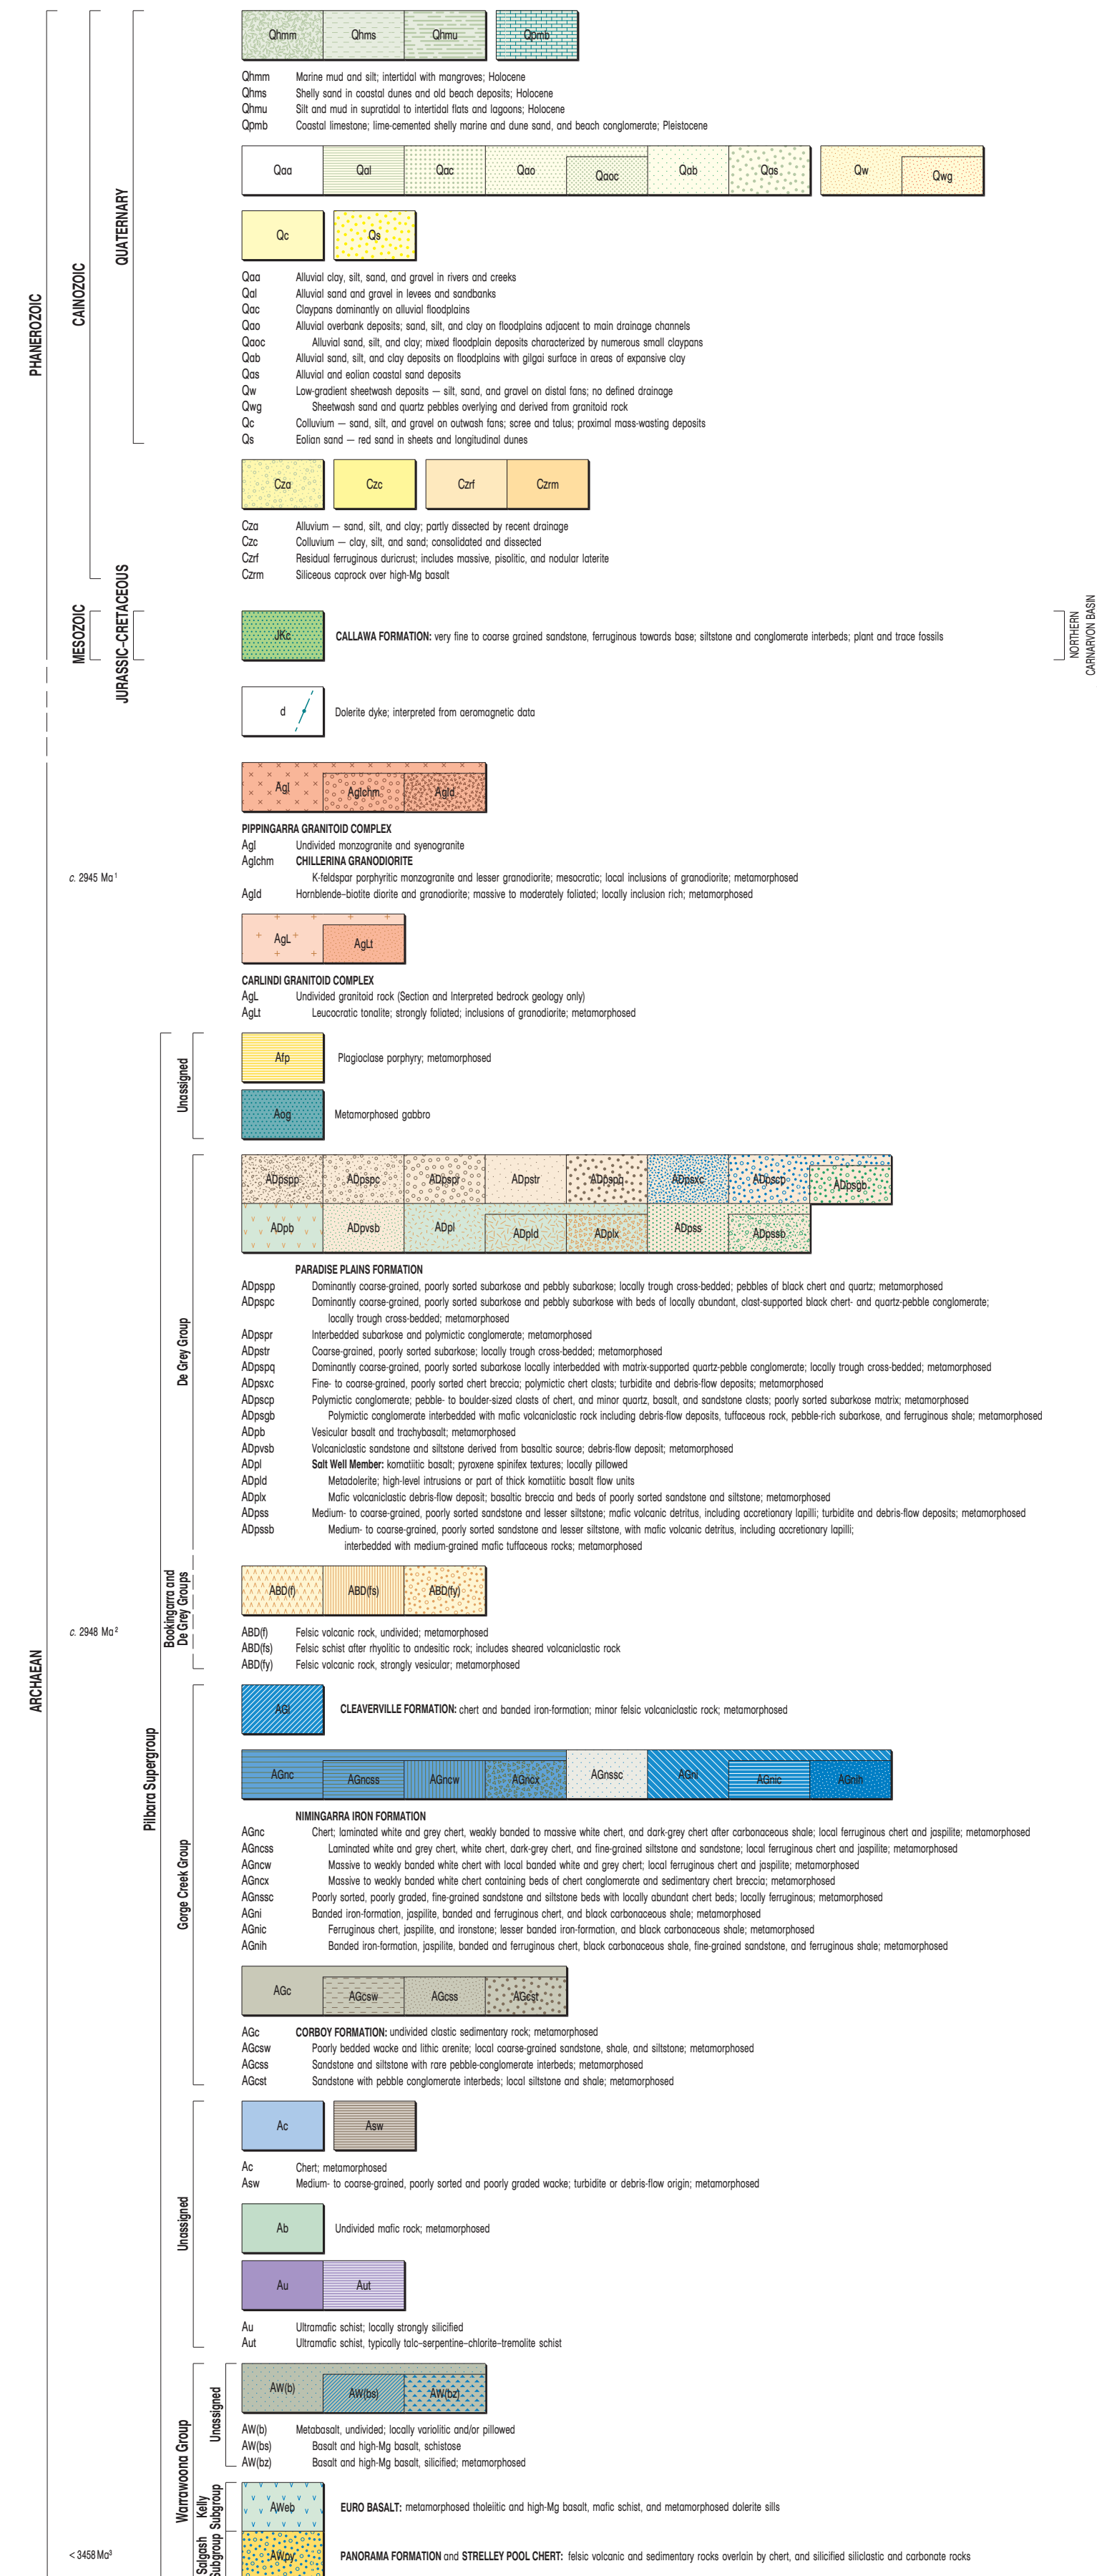 Qhmm Qhms Qhmu Qpmb
Qhmm Marine mud and silt; intertidal with mangroves; Holocene
Qhms Shelly sand in coastal dunes and old beach deposits; Holocene
Qhmu Silt and mud in supratidal to intertidal flats and lagoons; Holocene
Qpmb Coastal limestone; lime-cemented shelly marine and dune sand, and beach conglomerate; Pleistocene
Qaa Qal Qac Qao Qaoc Qab Qas Qw Qwg
Qc Qs
Qaa Alluvial clay, silt, sand, and gravel in rivers and creeks
Qal Alluvial sand and gravel in levees and sandbanks
Qac Claypans dominantly on alluvial floodplains
Qao Alluvial overbank deposits; sand, silt, and clay on floodplains adjacent to main drainage channels
Qaoc Alluvial sand, silt, and clay; mixed floodplain deposits characterized by numerous small claypans
Qab Alluvial sand, silt, and clay deposits on floodplains with gilgai surface in areas of expansive clay
Qas Alluvial and eolian coastal sand deposits
Qw Low-gradient sheetwash deposits — silt, sand, and gravel on distal fans; no defined drainage
Qwg Sheetwash sand and quartz pebbles overlying and derived from granitoid rock
Qc Colluvium — sand, silt, and gravel on outwash fans; scree and talus; proximal mass-wasting deposits
Qs Eolian sand — red sand in sheets and longitudinal dunes
QUATERNARY
CAINOZOIC
PHANEROZOIC
Cza Czc Czrf Czrm
Cza Alluvium — sand, silt, and clay; partly dissected by recent drainage
Czc Colluvium — clay, silt, and sand; consolidated and dissected
Czrf Residual ferruginous duricrust; includes massive, pisolitic, and nodular laterite
Czrm Siliceous caprock over high-Mg basalt
MESOZOIC
JURASSIC–CRETACEOUS
JKc CALLAWA FORMATION: very fine to coarse grained sandstone, ferruginous towards base; siltstone and conglomerate interbeds; plant and trace fossils
NORTHERN
CARNARVON BASIN
d Dolerite dyke; interpreted from aeromagnetic data
Agl Aglchm Agld
PIPPINGARRA GRANITOID COMPLEX
Agl Undivided monzogranite and syenogranite
Aglchm CHILLERINA GRANODIORITE
c. 2945 Ma¹ K-feldspar porphyritic monzogranite and lesser granodiorite; mesocratic; local inclusions of granodiorite; metamorphosed
Agld Hornblende–biotite diorite and granodiorite; massive to moderately foliated; locally inclusion rich; metamorphosed
AgL AgLt
CARLINDI GRANITOID COMPLEX
AgL Undivided granitoid rock (Section and Interpreted bedrock geology only)
AgLt Leucocratic tonalite; strongly foliated; inclusions of granodiorite; metamorphosed
Unassigned
Afp Plagioclase porphyry; metamorphosed
Aog Metamorphosed gabbro
ADpspp ADpspc ADpspr ADpstr ADpspq ADpsxc ADpscp ADpsgb
ADpb ADpvsb ADpl ADpld ADplx ADpss ADpssb
PARADISE PLAINS FORMATION
ADpspp Dominantly coarse-grained, poorly sorted subarkose and pebbly subarkose; locally trough cross-bedded; pebbles of black chert and quartz; metamorphosed
ADpspc Dominantly coarse-grained, poorly sorted subarkose and pebbly subarkose with beds of locally abundant, clast-supported black chert- and quartz-pebble conglomerate;
locally trough cross-bedded; metamorphosed
ADpspr Interbedded subarkose and polymictic conglomerate; metamorphosed
ADpstr Coarse-grained, poorly sorted subarkose; locally trough cross-bedded; metamorphosed
ADpspq Dominantly coarse-grained, poorly sorted subarkose locally interbedded with matrix-supported quartz-pebble conglomerate; locally trough cross-bedded; metamorphosed
ADpsxc Fine- to coarse-grained, poorly sorted chert breccia; polymictic chert clasts; turbidite and debris-flow deposits; metamorphosed
ADpscp Polymictic conglomerate; pebble- to boulder-sized clasts of chert, and minor quartz, basalt, and sandstone clasts; poorly sorted subarkose matrix; metamorphosed
ADpsgb Polymictic conglomerate interbedded with mafic volcaniclastic rock including debris-flow deposits, tuffaceous rock, pebble-rich subarkose, and ferruginous shale; metamorphosed
ADpb Vesicular basalt and trachybasalt; metamorphosed
ADpvsb Volcaniclastic sandstone and siltstone derived from basaltic source; debris-flow deposit; metamorphosed
ADpl Salt Well Member: komatiitic basalt; pyroxene spinifex textures; locally pillowed
ADpld Metadolerite; high-level intrusions or part of thick komatiitic basalt flow units
ADplx Mafic volcaniclastic debris-flow deposit; basaltic breccia and beds of poorly sorted sandstone and siltstone; metamorphosed
ADpss Medium- to coarse-grained, poorly sorted sandstone and lesser siltstone; mafic volcanic detritus, including accretionary lapilli; turbidite and debris-flow deposits; metamorphosed
ADpssb Medium- to coarse-grained, poorly sorted sandstone and lesser siltstone, with mafic volcanic detritus, including accretionary lapilli;
interbedded with medium-grained mafic tuffaceous rocks; metamorphosed
De Grey Group
Bookingarra and
De Grey Groups
ABD(f) ABD(fs) ABD(fy)
c. 2948 Ma² ABD(f) Felsic volcanic rock, undivided; metamorphosed
ABD(fs) Felsic schist after rhyolitic to andesitic rock; includes sheared volcaniclastic rock
ABD(fy) Felsic volcanic rock, strongly vesicular; metamorphosed
ARCHAEAN
Pilbara Supergroup
AGl CLEAVERVILLE FORMATION: chert and banded iron-formation; minor felsic volcaniclastic rock; metamorphosed
AGnc AGncss AGncw AGncx AGnssc AGni AGnic AGnih
NIMINGARRA IRON FORMATION
AGnc Chert; laminated white and grey chert, weakly banded to massive white chert, and dark-grey chert after carbonaceous shale; local ferruginous chert and jaspilite; metamorphosed
AGncss Laminated white and grey chert, white chert, dark-grey chert, and fine-grained siltstone and sandstone; local ferruginous chert and jaspilite; metamorphosed
AGncw Massive to weakly banded white chert with local banded white and grey chert; local ferruginous chert and jaspilite; metamorphosed
AGncx Massive to weakly banded white chert containing beds of chert conglomerate and sedimentary chert breccia; metamorphosed
AGnssc Poorly sorted, poorly graded, fine-grained sandstone and siltstone beds with locally abundant chert beds; locally ferruginous; metamorphosed
AGni Banded iron-formation, jaspilite, banded and ferruginous chert, and black carbonaceous shale; metamorphosed
AGnic Ferruginous chert, jaspilite, and ironstone; lesser banded iron-formation, and black carbonaceous shale; metamorphosed
AGnih Banded iron-formation, jaspilite, banded and ferruginous chert, black carbonaceous shale, fine-grained sandstone, and ferruginous shale; metamorphosed
Gorge Creek Group
AGc AGcsw AGcss AGcst
AGc CORBOY FORMATION: undivided clastic sedimentary rock; metamorphosed
AGcsw Poorly bedded wacke and lithic arenite; local coarse-grained sandstone, shale, and siltstone; metamorphosed
AGcss Sandstone and siltstone with rare pebble-conglomerate interbeds; metamorphosed
AGcst Sandstone with pebble conglomerate interbeds; local siltstone and shale; metamorphosed
Ac Asw
Ac Chert; metamorphosed
Asw Medium- to coarse-grained, poorly sorted and poorly graded wacke; turbidite or debris-flow origin; metamorphosed
Unassigned
Ab Undivided mafic rock; metamorphosed
Au Aut
Au Ultramafic schist; locally strongly silicified
Aut Ultramafic schist, typically talc–serpentine–chlorite–tremolite schist
Warrawoona Group
Unassigned
AW(b) AW(bs) AW(bz)
AW(b) Metabasalt, undivided; locally variolitic and/or pillowed
AW(bs) Basalt and high-Mg basalt, schistose
AW(bz) Basalt and high-Mg basalt, silicified; metamorphosed
Kelly
Subgroup
AWeb EURO BASALT: metamorphosed tholeiitic and high-Mg basalt, mafic schist, and metamorphosed dolerite sills
Salgash
Subgroup
< 3458 Ma³ AWpy PANORAMA FORMATION and STRELLEY POOL CHERT: felsic volcanic and sedimentary rocks overlain by chert, and silicified siliclastic and carbonate rocks